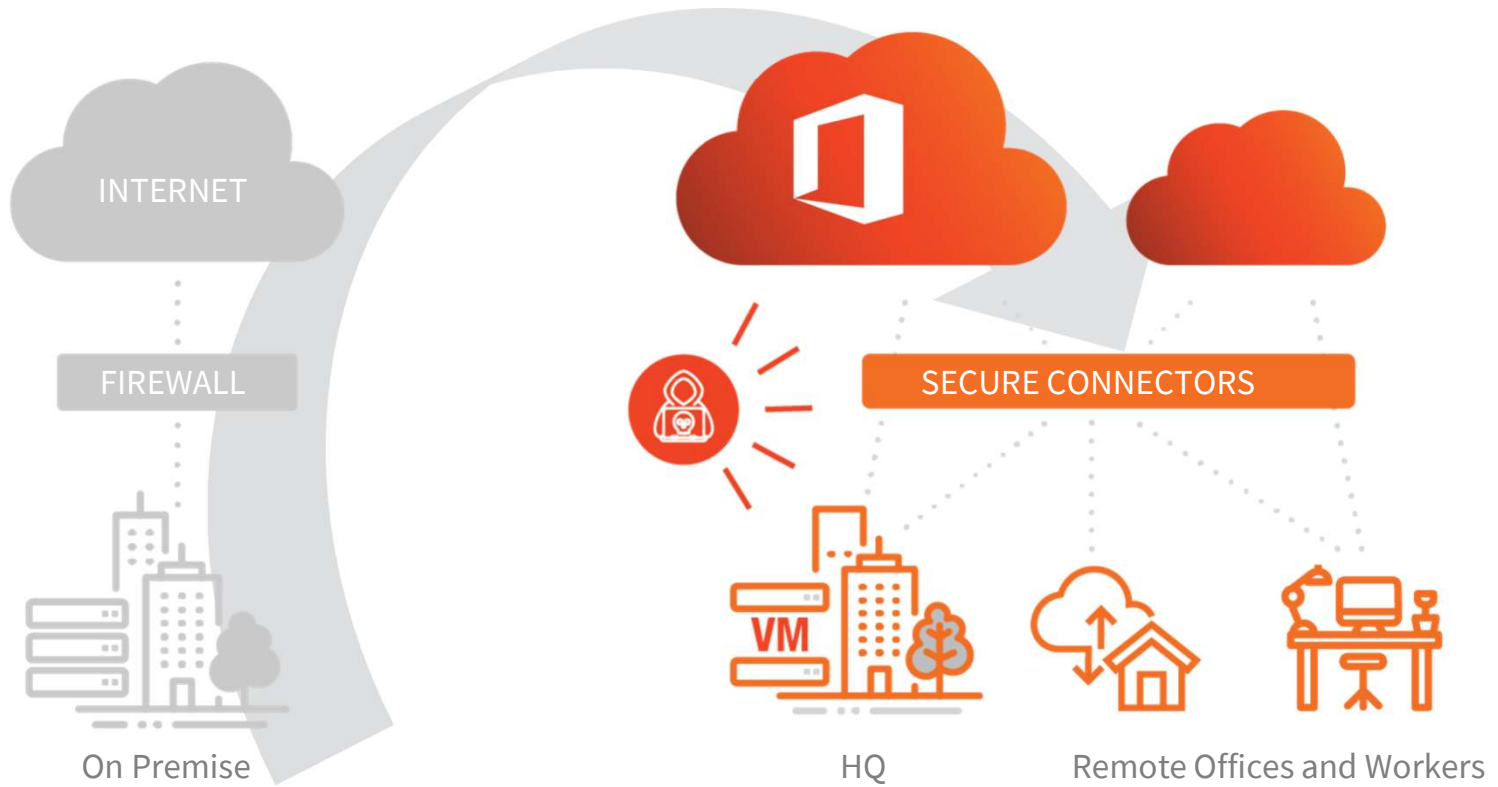 INTERNET
FIREWALL
SECURE CONNECTORS
VM
On Premise
HQ
Remote Offices and Workers